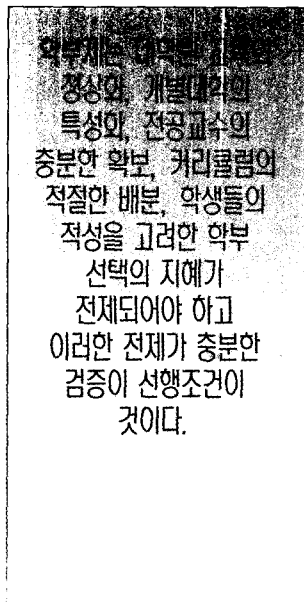 학부제는 대학별
정상화, 개별대학의
특성화, 전공교수의
충분한 확보, 커리큘럼의
적절한 배분, 학생들의
적성을 고려한 학부
선택의 지혜가
전제되어야 하고
이러한 전제가 충분한
검증이 선행조건이
것이다.